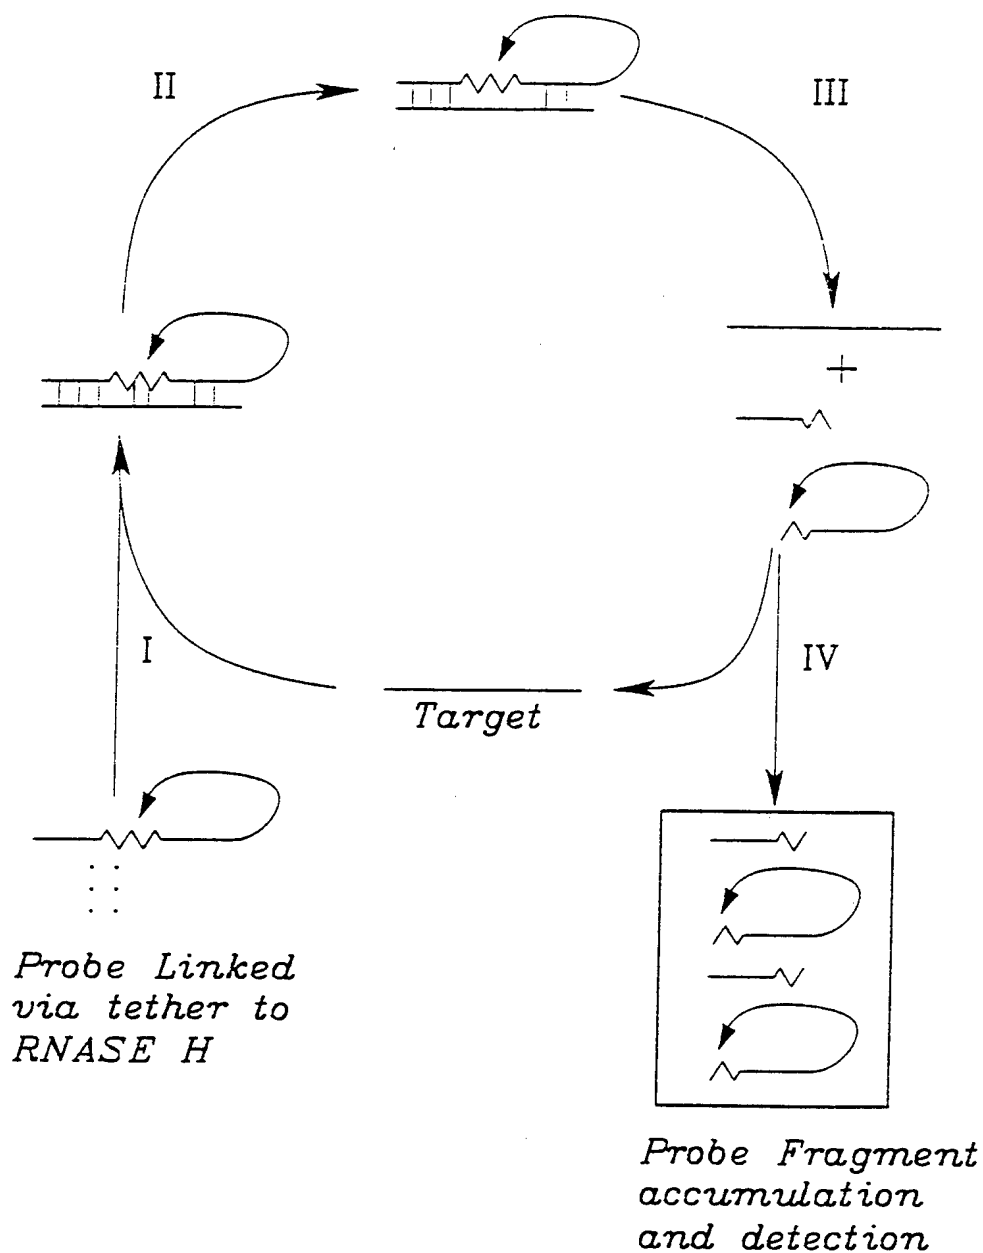 II
III
I
IV
Target
Probe Linked
via tether to
RNASE H
Probe Fragment
accumulation
and detection